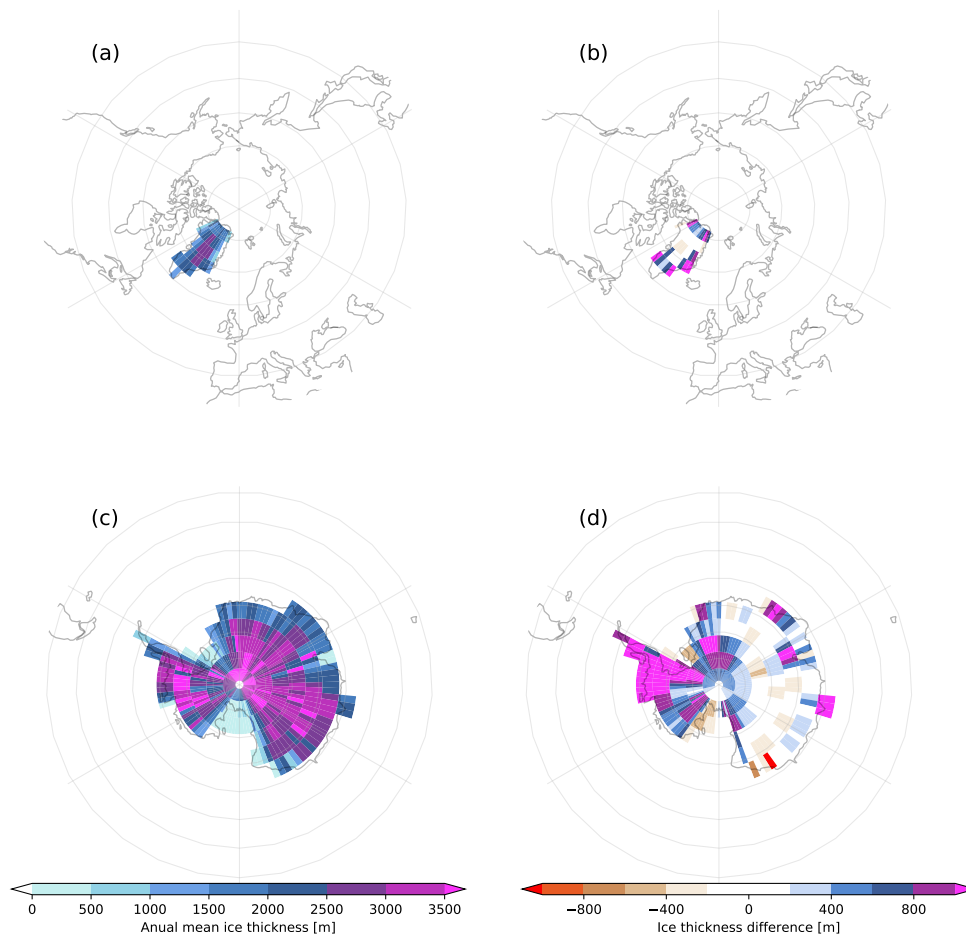 (a)
(b)
(c)
(d)
0 500 1000 1500 2000 2500 3000 3500
Anual mean ice thickness [m]
−800 −400 0 400 800
Ice thickness difference [m]